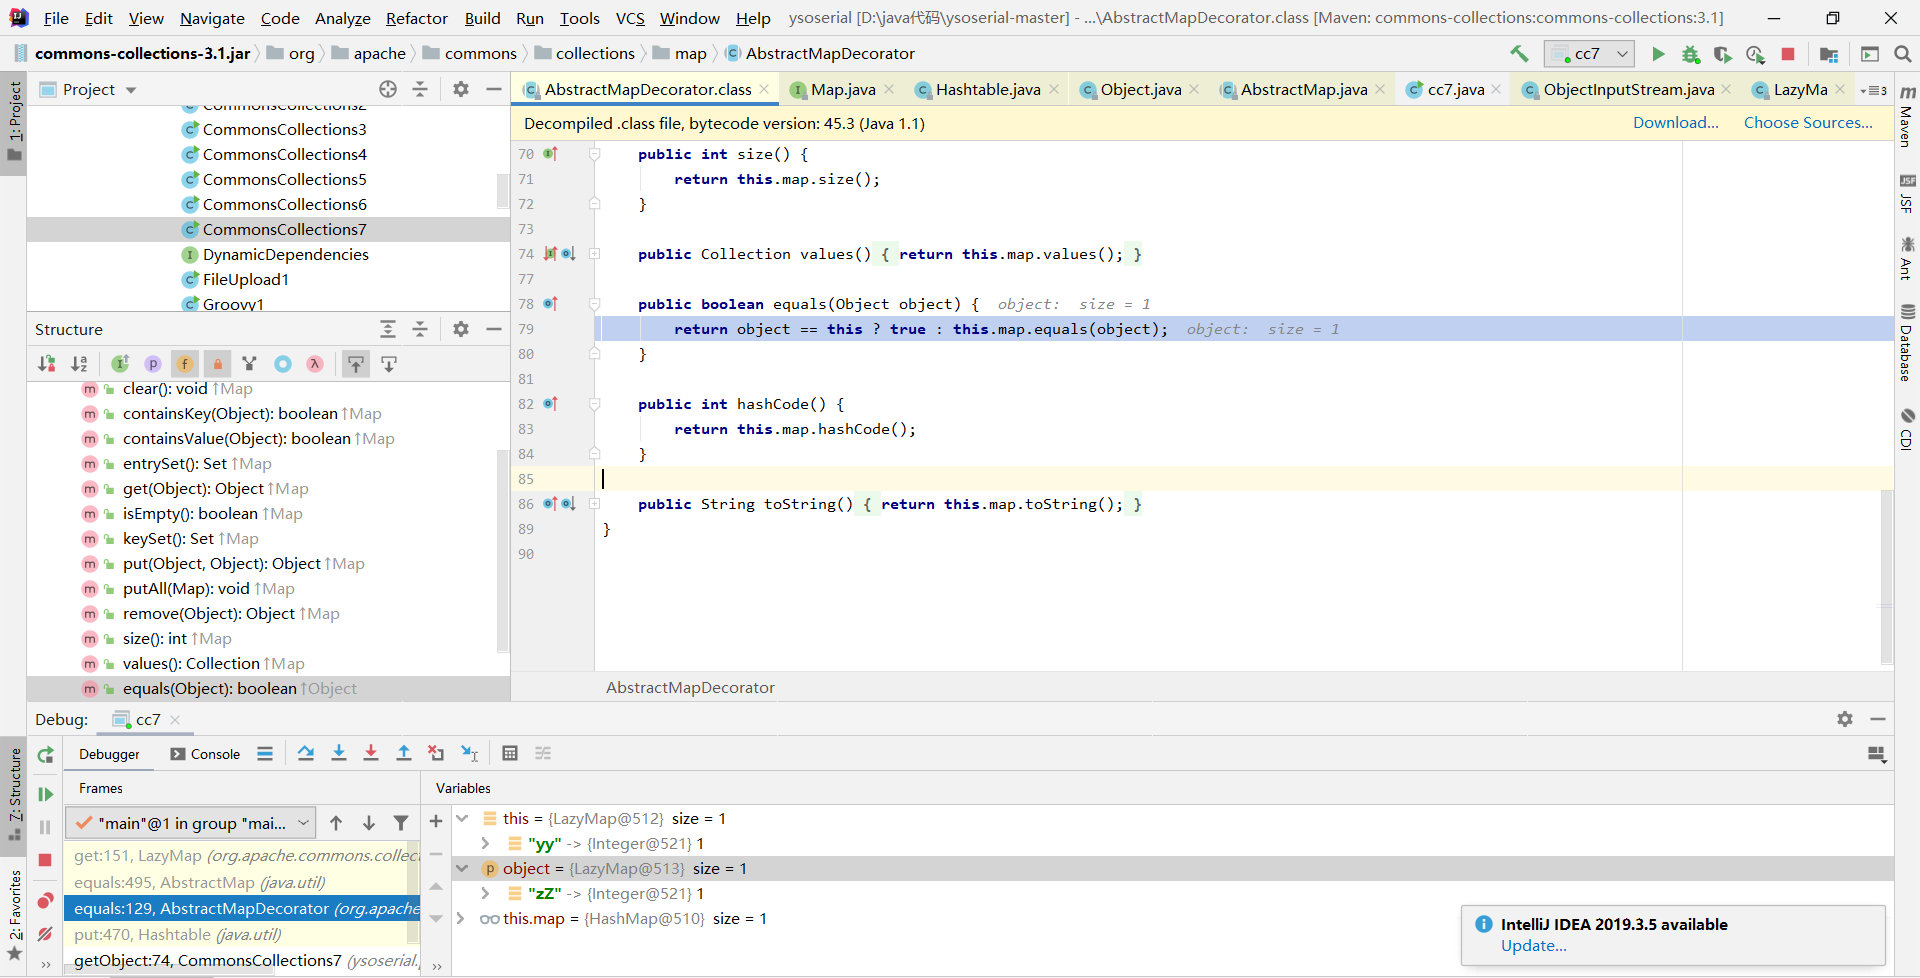 File Edit View Navigate Code Analyze Refactor Build Run Tools VCS Window Help ysoserial [D:\java代码\ysoserial-master] - ...\AbstractMapDecorator.class [Maven: commons-collections:commons-collections:3.1]
commons-collections-3.1.jar org apache commons collections map AbstractMapDecorator cc7
1: Project
Project
CommonsCollections2
CommonsCollections3
CommonsCollections4
CommonsCollections5
CommonsCollections6
CommonsCollections7
DynamicDependencies
FileUpload1
Groovy1
Structure
clear(): void ↑Map
containsKey(Object): boolean ↑Map
containsValue(Object): boolean ↑Map
entrySet(): Set ↑Map
get(Object): Object ↑Map
isEmpty(): boolean ↑Map
keySet(): Set ↑Map
put(Object, Object): Object ↑Map
putAll(Map): void ↑Map
remove(Object): Object ↑Map
size(): int ↑Map
values(): Collection ↑Map
equals(Object): boolean ↑Object
AbstractMapDecorator.class Map.java Hashtable.java Object.java AbstractMap.java cc7.java ObjectInputStream.java LazyMa 3
Decompiled .class file, bytecode version: 45.3 (Java 1.1) Download... Choose Sources...
70 public int size() {
71 return this.map.size();
72 }
73
74 public Collection values() { return this.map.values(); }
77
78 public boolean equals(Object object) { object: size = 1
79 return object == this ? true : this.map.equals(object); object: size = 1
80 }
81
82 public int hashCode() {
83 return this.map.hashCode();
84 }
85
86 public String toString() { return this.map.toString(); }
89 }
90
AbstractMapDecorator
Maven
JSF
Ant
Database
CDI
Debug: cc7
7: Structure
2: Favorites
Debugger Console
Frames
"main"@1 in group "mai...
get:151, LazyMap (org.apache.commons.collect
equals:495, AbstractMap (java.util)
equals:129, AbstractMapDecorator (org.apache
put:470, Hashtable (java.util)
getObject:74, CommonsCollections7 (ysoserial.
Variables
this = {LazyMap@512} size = 1
"yy" -> {Integer@521} 1
object = {LazyMap@513} size = 1
"zZ" -> {Integer@521} 1
this.map = {HashMap@510} size = 1
IntelliJ IDEA 2019.3.5 available
Update...